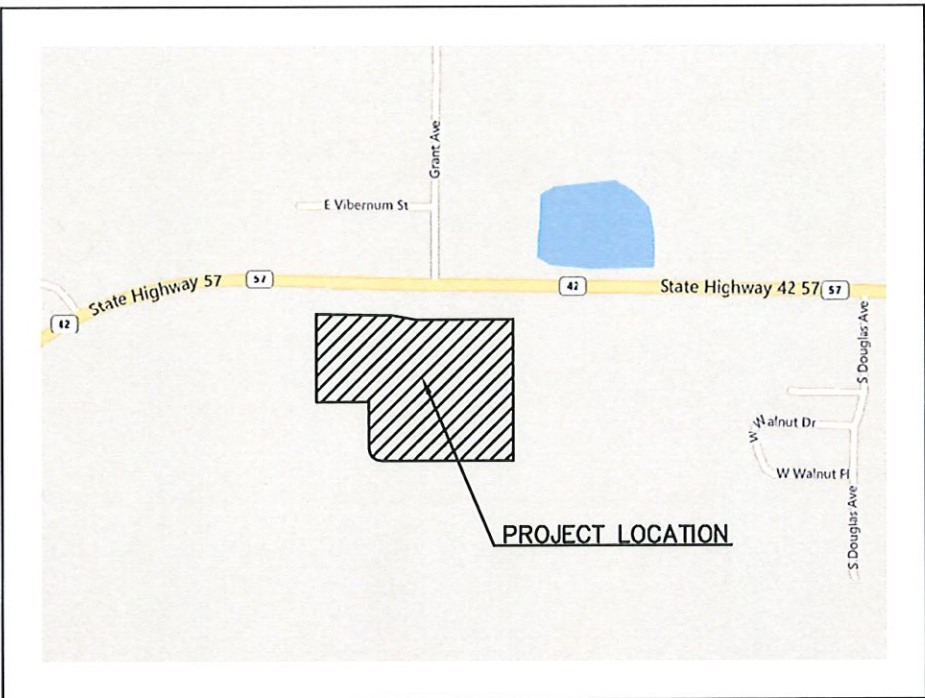 Grant Ave
E Vibernum St
State Highway 57
57
42
State Highway 42 57
57
42
S Douglas Ave
W Walnut Dr
W Walnut Pl
S Douglas Ave
PROJECT LOCATION